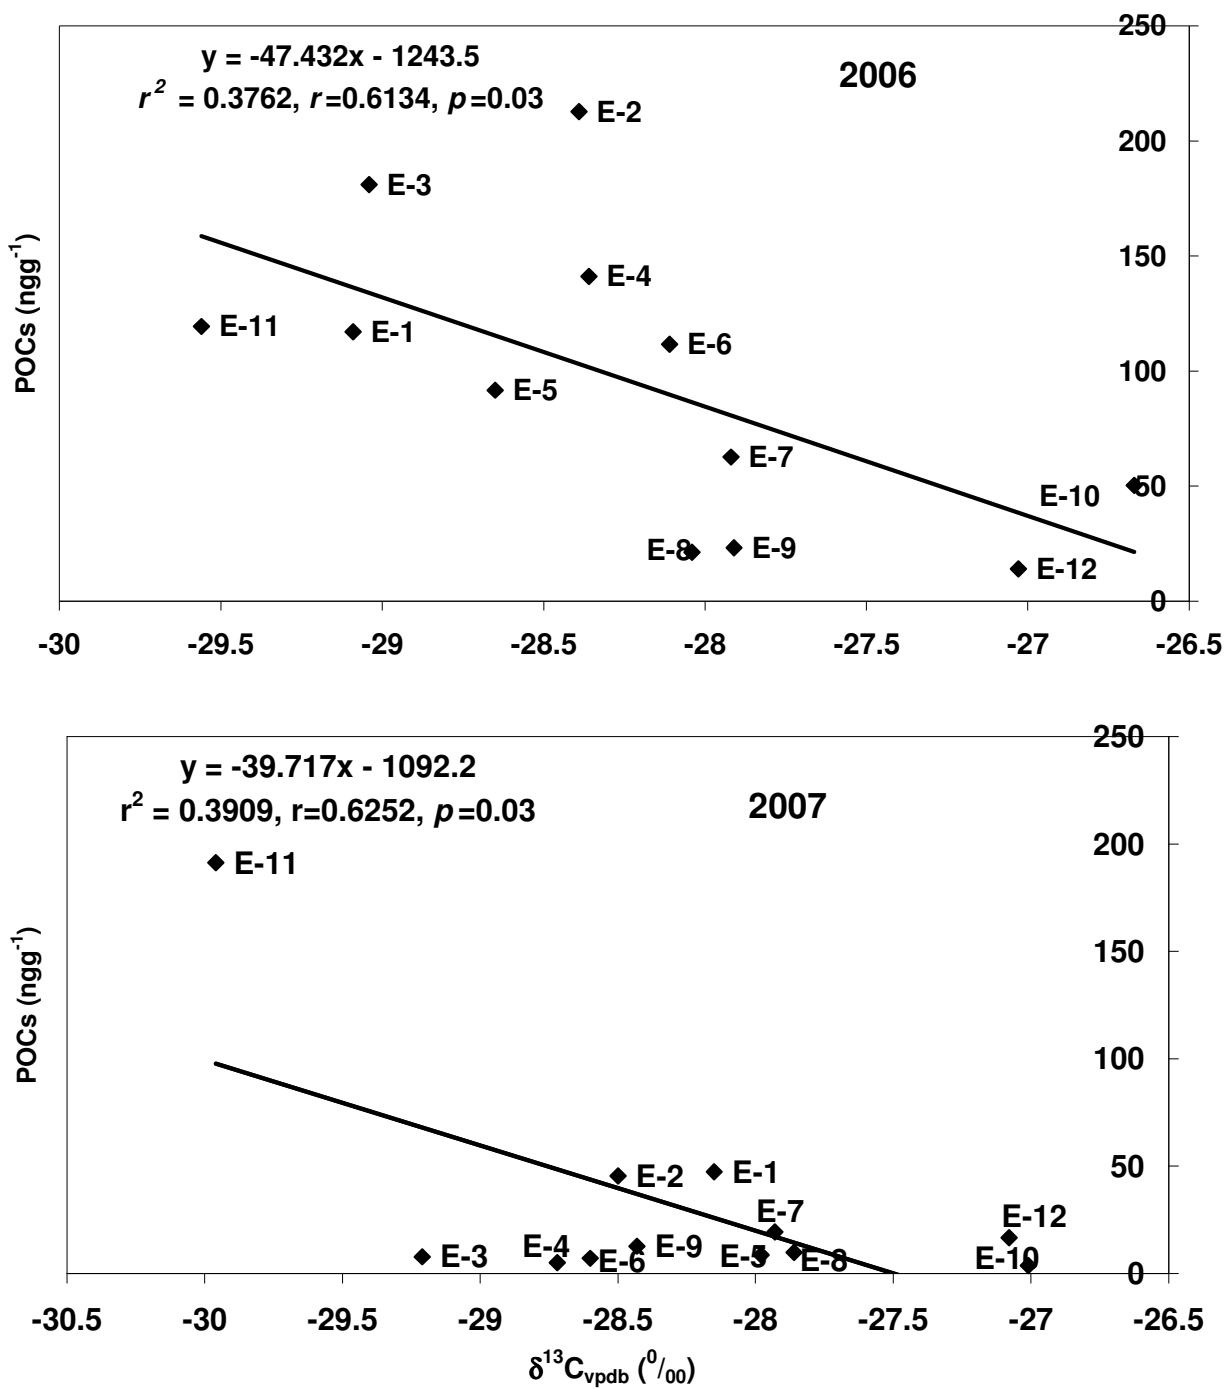 250
y = -47.432x - 1243.5
2006
r² = 0.3762, r=0.6134, p=0.03
E-2
200
E-3
150
E-4
E-11
E-1
E-6
100
E-5
E-7
E-10
50
E-8
E-9
E-12
0
POCs (ngg⁻¹)
-30 -29.5 -29 -28.5 -28 -27.5 -27 -26.5
250
y = -39.717x - 1092.2
2007
r² = 0.3909, r=0.6252, p=0.03
E-11
200
150
100
50
E-2
E-1
E-7
E-12
E-3
E-4
E-6
E-9
E-5
E-8
E-10
0
POCs (ngg⁻¹)
-30.5 -30 -29.5 -29 -28.5 -28 -27.5 -27 -26.5
δ¹³Cvpdb (⁰/₀₀)